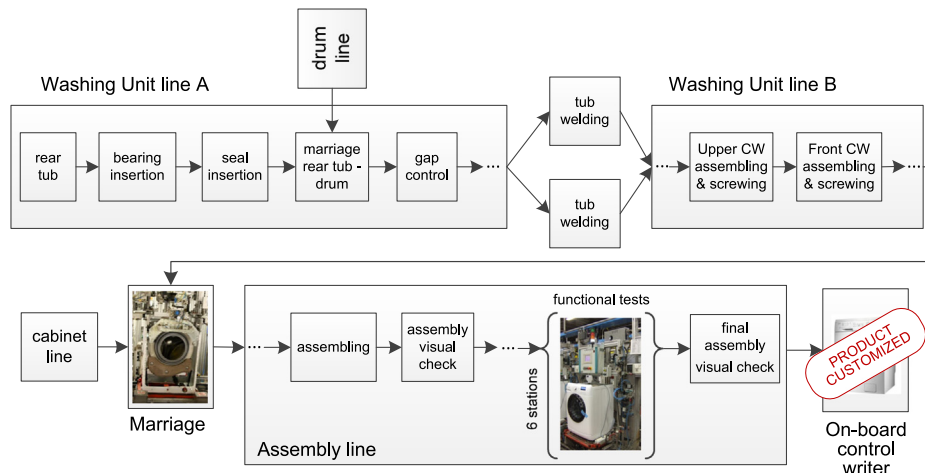 drum
line
Washing Unit line A
Washing Unit line B
rear
tub
bearing
insertion
seal
insertion
marriage
rear tub -
drum
gap
control
...
tub
welding
tub
welding
...
Upper CW
assembling
& screwing
Front CW
assembling
& screwing
...
cabinet
line
Marriage
...
assembling
assembly
visual
check
...
functional tests
6 stations
final
assembly
visual check
Assembly line
PRODUCT
CUSTOMIZED
On-board
control
writer